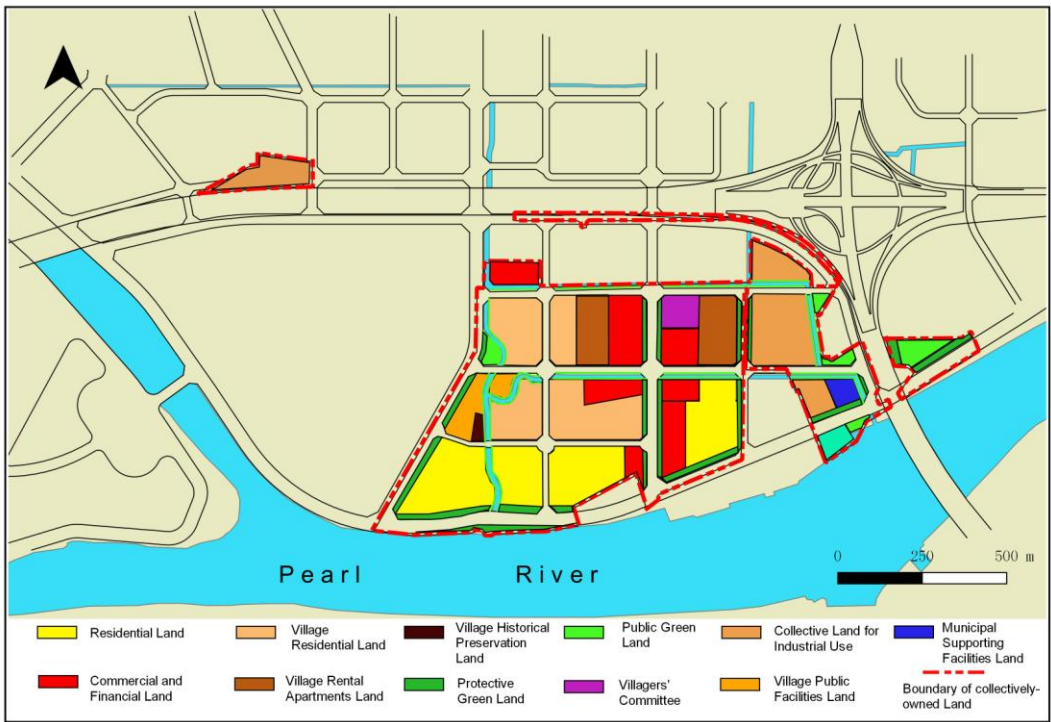 0 250 500 m
Pearl River
Residential Land
Village
Residential Land
Village Historical
Preservation
Land
Public Green
Land
Collective Land for
Industrial Use
Municipal
Supporting
Facilities Land
Commercial and
Financial Land
Village Rental
Apartments Land
Protective
Green Land
Villagers'
Committee
Village Public
Facilities Land
Boundary of collectively-
owned Land